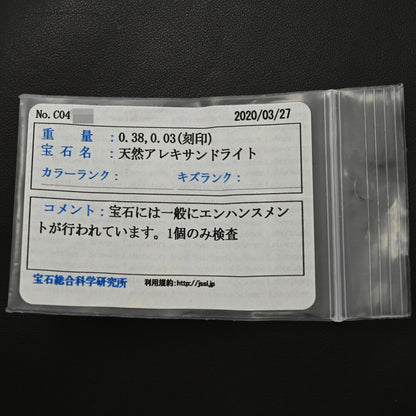 No. C04
2020/03/27
重 量 :0.38,0.03(刻印)
宝 石 名 :天然アレキサンドライト
カラーランク: キズランク:
コメント:宝石には一般にエンハンスメン
トが行われています。1個のみ検査
宝石総合科学研究所 利用規約:http://jssl.jp